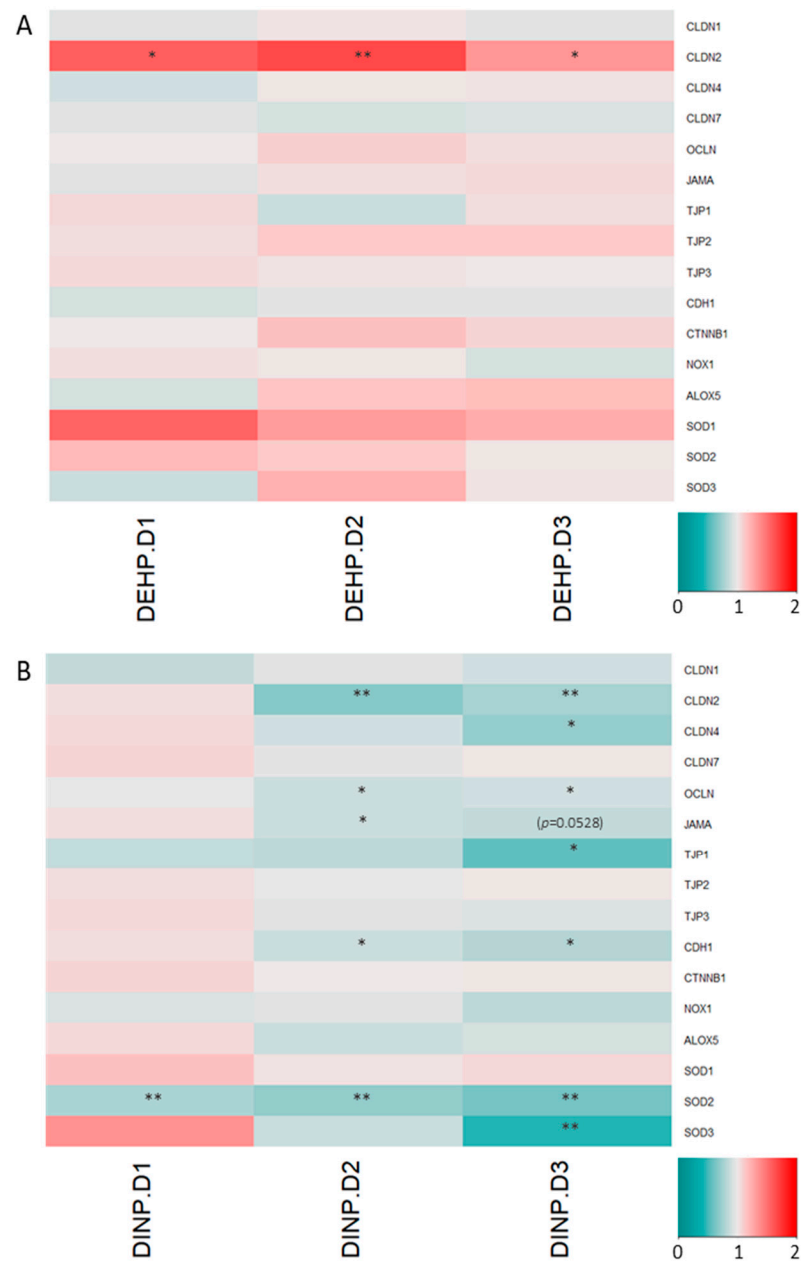 A
CLDN1
* ** * CLDN2
CLDN4
CLDN7
OCLN
JAMA
TJP1
TJP2
TJP3
CDH1
CTNNB1
NOX1
ALOX5
SOD1
SOD2
SOD3
DEHP.D1 DEHP.D2 DEHP.D3
0 1 2
B
CLDN1
** ** CLDN2
* CLDN4
CLDN7
* * OCLN
* (p=0.0528) JAMA
* TJP1
TJP2
TJP3
* * CDH1
CTNNB1
NOX1
ALOX5
SOD1
** ** ** SOD2
** SOD3
DINP.D1 DINP.D2 DINP.D3
0 1 2